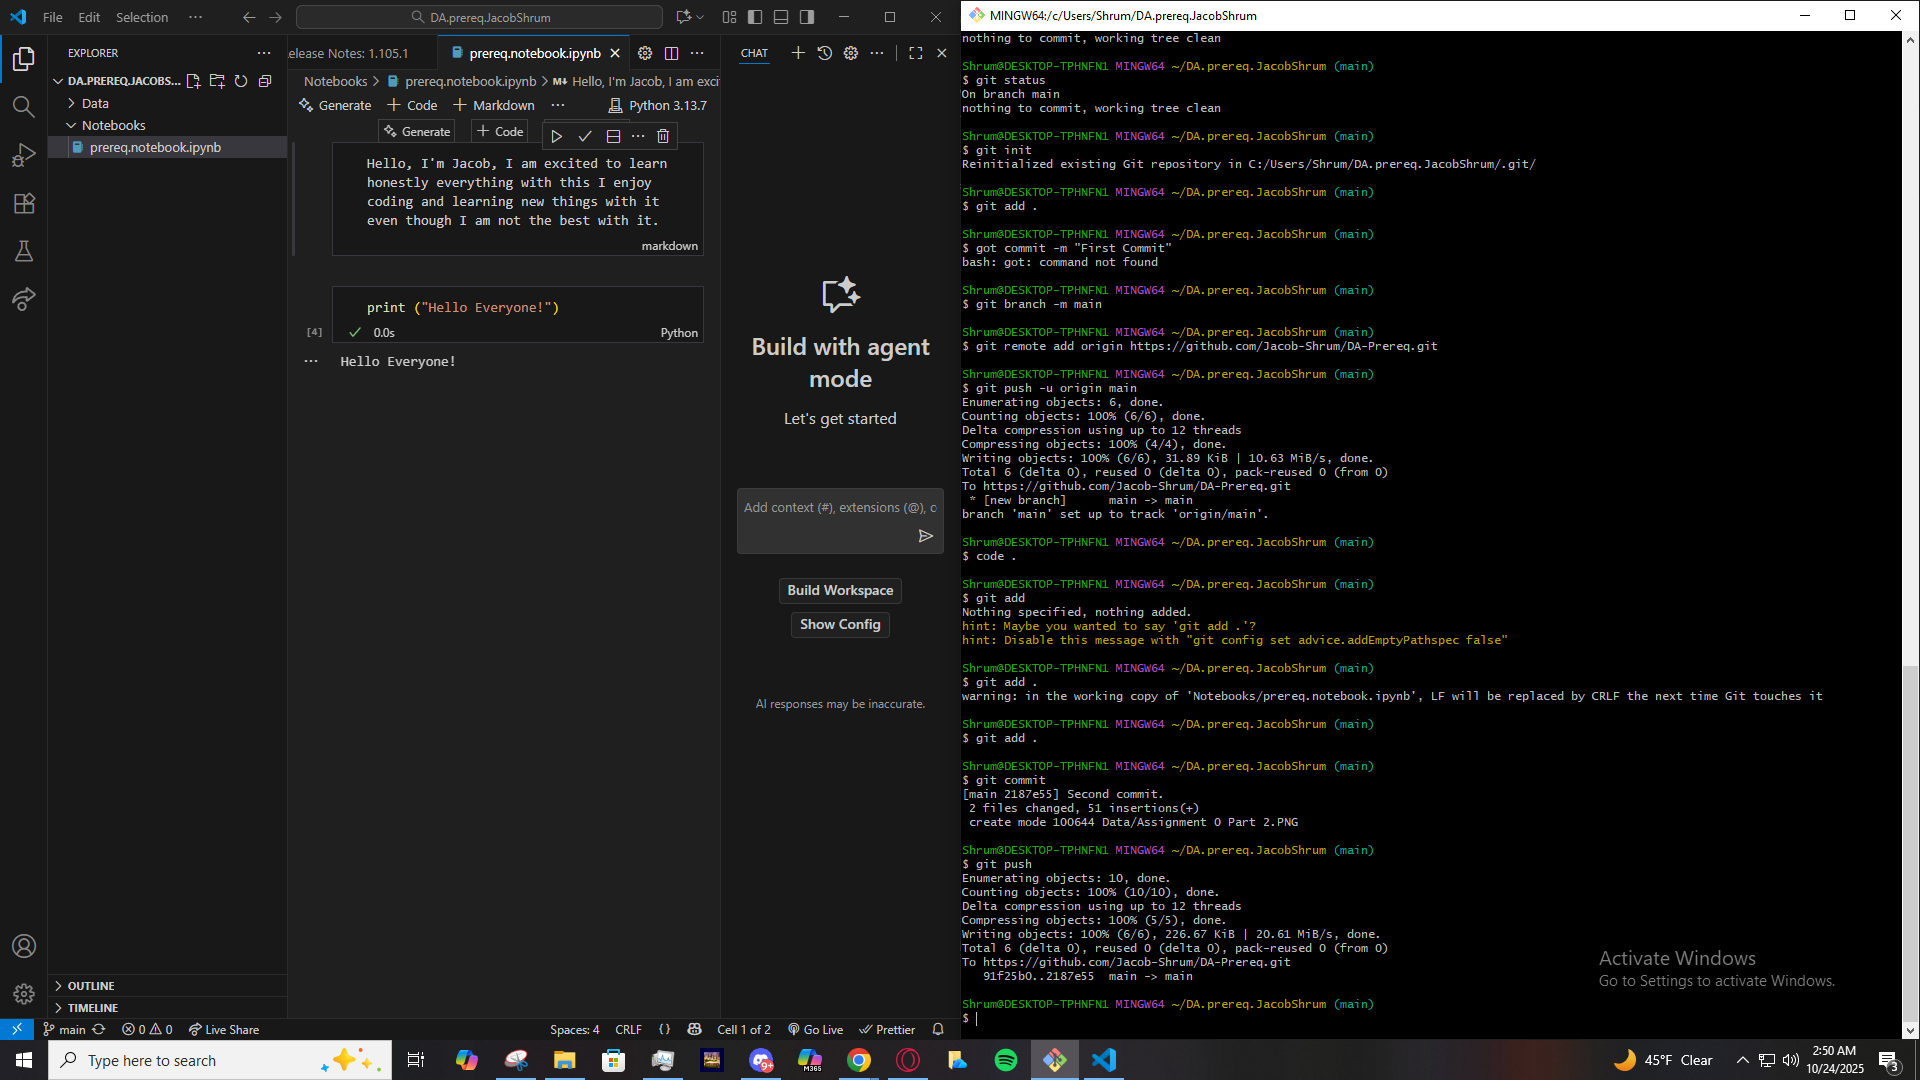 File Edit Selection ···
DA.prereq.JacobShrum
EXPLORER
DA.PREREQ.JACOBS...
Data
Notebooks
prereq.notebook.ipynb
OUTLINE
TIMELINE
elease Notes: 1.105.1
prereq.notebook.ipynb
Notebooks > prereq.notebook.ipynb > M↓ Hello, I'm Jacob, I am exci
Generate + Code + Markdown ··· Python 3.13.7
Generate + Code
Hello, I'm Jacob, I am excited to learn
honestly everything with this I enjoy
coding and learning new things with it
even though I am not the best with it.
markdown
print ("Hello Everyone!")
[4] 0.0s Python
Hello Everyone!
CHAT
Build with agent
mode
Let's get started
Add context (#), extensions (@), c
Build Workspace
Show Config
AI responses may be inaccurate.
main 0 0 Live Share
Spaces: 4 CRLF {} Cell 1 of 2 Go Live Prettier
MINGW64:/c/Users/Shrum/DA.prereq.JacobShrum
nothing to commit, working tree clean
Shrum@DESKTOP-TPHNFN1 MINGW64 ~/DA.prereq.JacobShrum (main)
$ git status
On branch main
nothing to commit, working tree clean
Shrum@DESKTOP-TPHNFN1 MINGW64 ~/DA.prereq.JacobShrum (main)
$ git init
Reinitialized existing Git repository in C:/Users/Shrum/DA.prereq.JacobShrum/.git/
Shrum@DESKTOP-TPHNFN1 MINGW64 ~/DA.prereq.JacobShrum (main)
$ git add .
Shrum@DESKTOP-TPHNFN1 MINGW64 ~/DA.prereq.JacobShrum (main)
$ got commit -m "First Commit"
bash: got: command not found
Shrum@DESKTOP-TPHNFN1 MINGW64 ~/DA.prereq.JacobShrum (main)
$ git branch -m main
Shrum@DESKTOP-TPHNFN1 MINGW64 ~/DA.prereq.JacobShrum (main)
$ git remote add origin https://github.com/Jacob-Shrum/DA-Prereq.git
Shrum@DESKTOP-TPHNFN1 MINGW64 ~/DA.prereq.JacobShrum (main)
$ git push -u origin main
Enumerating objects: 6, done.
Counting objects: 100% (6/6), done.
Delta compression using up to 12 threads
Compressing objects: 100% (4/4), done.
Writing objects: 100% (6/6), 31.89 KiB | 10.63 MiB/s, done.
Total 6 (delta 0), reused 0 (delta 0), pack-reused 0 (from 0)
To https://github.com/Jacob-Shrum/DA-Prereq.git
* [new branch] main -> main
branch 'main' set up to track 'origin/main'.
Shrum@DESKTOP-TPHNFN1 MINGW64 ~/DA.prereq.JacobShrum (main)
$ code .
Shrum@DESKTOP-TPHNFN1 MINGW64 ~/DA.prereq.JacobShrum (main)
$ git add
Nothing specified, nothing added.
hint: Maybe you wanted to say 'git add .'?
hint: Disable this message with "git config set advice.addEmptyPathspec false"
Shrum@DESKTOP-TPHNFN1 MINGW64 ~/DA.prereq.JacobShrum (main)
$ git add .
warning: in the working copy of 'Notebooks/prereq.notebook.ipynb', LF will be replaced by CRLF the next time Git touches it
Shrum@DESKTOP-TPHNFN1 MINGW64 ~/DA.prereq.JacobShrum (main)
$ git add .
Shrum@DESKTOP-TPHNFN1 MINGW64 ~/DA.prereq.JacobShrum (main)
$ git commit
[main 2187e55] Second commit.
2 files changed, 51 insertions(+)
create mode 100644 Data/Assignment 0 Part 2.PNG
Shrum@DESKTOP-TPHNFN1 MINGW64 ~/DA.prereq.JacobShrum (main)
$ git push
Enumerating objects: 10, done.
Counting objects: 100% (10/10), done.
Delta compression using up to 12 threads
Compressing objects: 100% (5/5), done.
Writing objects: 100% (6/6), 226.67 KiB | 20.61 MiB/s, done.
Total 6 (delta 0), reused 0 (delta 0), pack-reused 0 (from 0)
To https://github.com/Jacob-Shrum/DA-Prereq.git
91f25b0..2187e55 main -> main
Shrum@DESKTOP-TPHNFN1 MINGW64 ~/DA.prereq.JacobShrum (main)
$
Activate Windows
Go to Settings to activate Windows.
Type here to search
9+
M365
45°F Clear
2:50 AM
10/24/2025
3